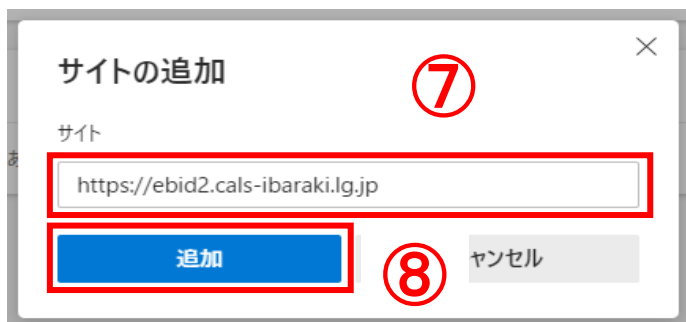 サイトの追加
⑦
サイト
あ
https://ebid2.cals-ibaraki.lg.jp
追加
⑧
ャンセル